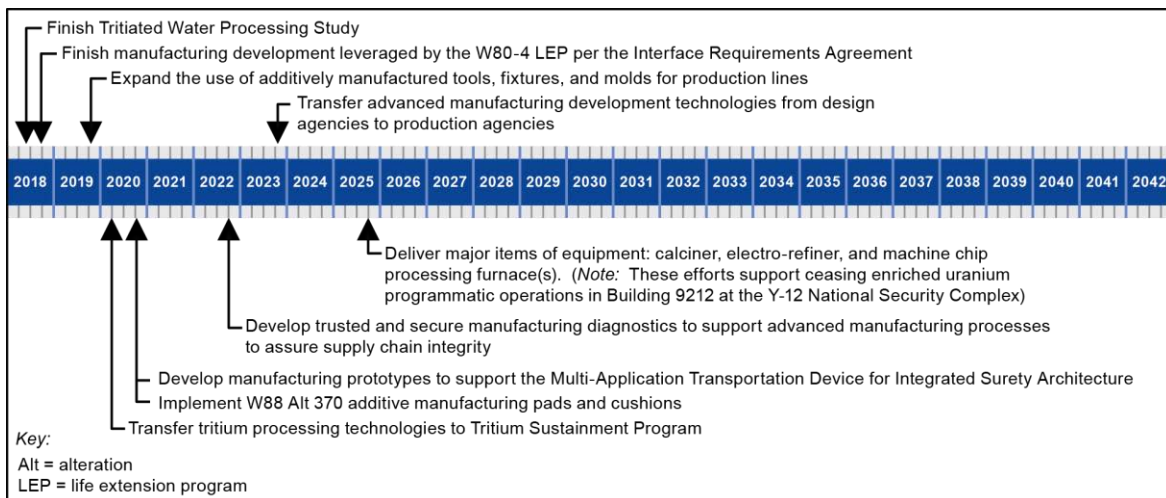 Finish Tritiated Water Processing Study
Finish manufacturing development leveraged by the W80-4 LEP per the Interface Requirements Agreement
Expand the use of additively manufactured tools, fixtures, and molds for production lines
Transfer advanced manufacturing development technologies from design
agencies to production agencies
2018 2019 2020 2021 2022 2023 2024 2025 2026 2027 2028 2029 2030 2031 2032 2033 2034 2035 2036 2037 2038 2039 2040 2041 2042
Deliver major items of equipment: calciner, electro-refiner, and machine chip
processing furnace(s). (Note: These efforts support ceasing enriched uranium
programmatic operations in Building 9212 at the Y-12 National Security Complex)
Develop trusted and secure manufacturing diagnostics to support advanced manufacturing processes
to assure supply chain integrity
Develop manufacturing prototypes to support the Multi-Application Transportation Device for Integrated Surety Architecture
Implement W88 Alt 370 additive manufacturing pads and cushions
Transfer tritium processing technologies to Tritium Sustainment Program
Key:
Alt = alteration
LEP = life extension program